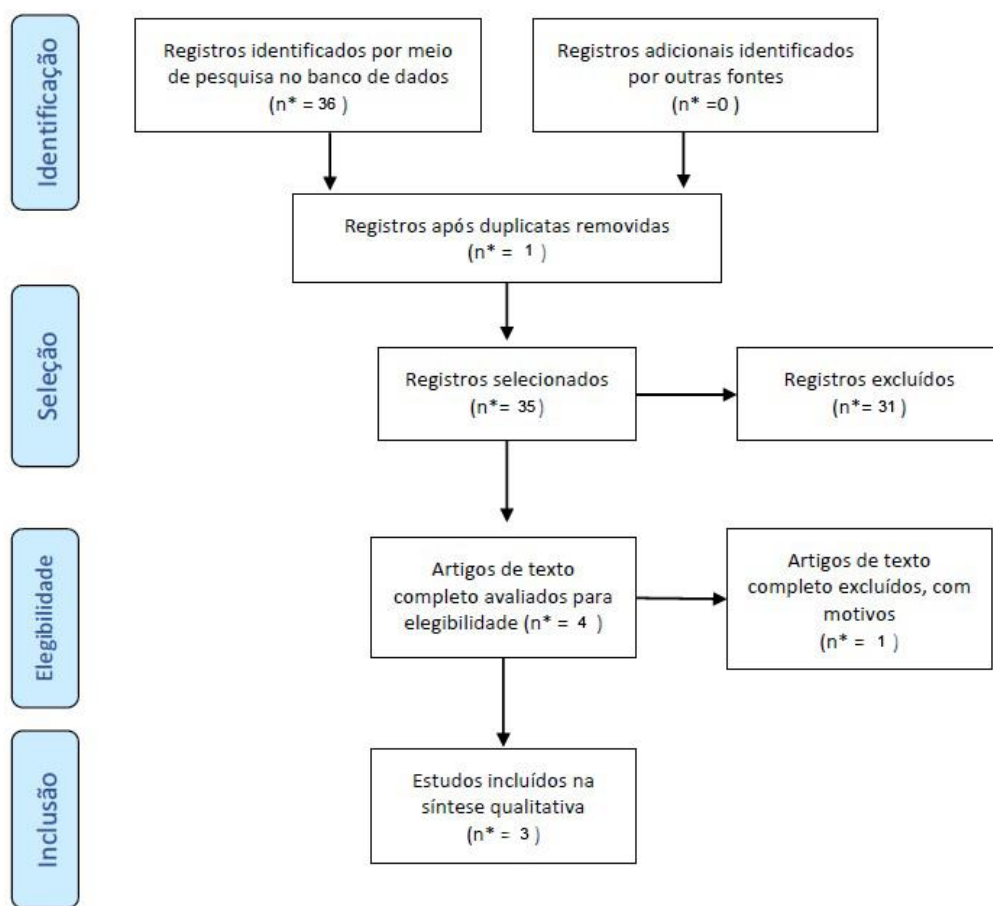 Identificação
Registros identificados por meio
de pesquisa no banco de dados
(n* = 36 )
Registros adicionais identificados
por outras fontes
(n* =0 )
Registros após duplicatas removidas
(n* = 1 )
Seleção
Registros selecionados
(n*= 35)
Registros excluídos
(n*= 31 )
Elegibilidade
Artigos de texto
completo avaliados para
elegibilidade (n* = 4 )
Artigos de texto
completo excluídos, com
motivos
(n* = 1 )
Inclusão
Estudos incluídos na
síntese qualitativa
(n* = 3 )